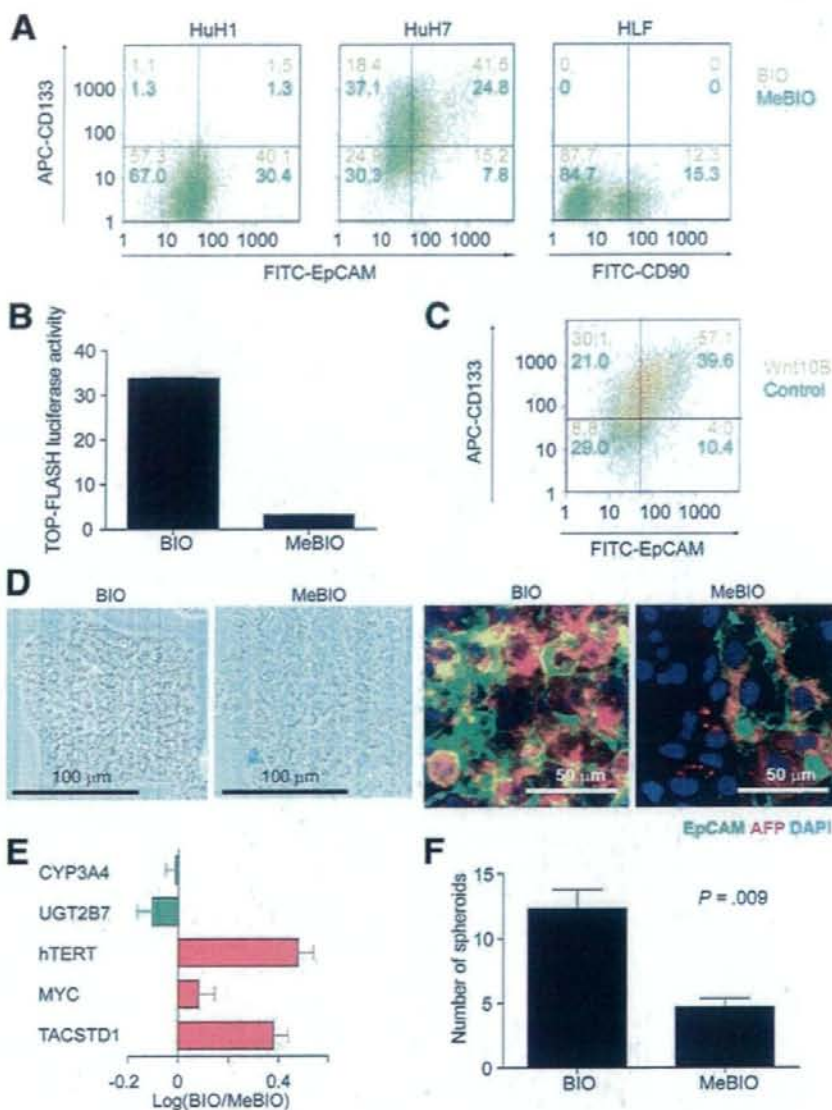 A
HuH1
HuH7
HLF
APC-CD133
1000
100
10
1
1.1 1.5
1.3 1.3
57.3 40.1
67.0 30.4
18.4 41.5
37.1 24.8
24.9 15.2
30.3 7.8
0 0
0 0
87.7 12.3
84.7 15.3
BIO
MeBIO
1 10 100 1000
1 10 100 1000
1 10 100 1000
FITC-EpCAM
FITC-CD90
B
TOP-FLASH luciferase activity
40
30
20
10
0
BIO
MeBIO
C
APC-CD133
1000
100
10
1
30.1 57.1
21.0 39.6
8.8 4.0
29.0 10.4
Wnt10B
Control
1 10 100 1000
FITC-EpCAM
D
BIO
MeBIO
BIO
MeBIO
100 μm
100 μm
50 μm
50 μm
EpCAM AFP DAPI
E
CYP3A4
UGT2B7
hTERT
MYC
TACSTD1
-0.2 0 0.4
Log(BIO/MeBIO)
F
Number of spheroids
15
10
5
0
P = .009
BIO
MeBIO